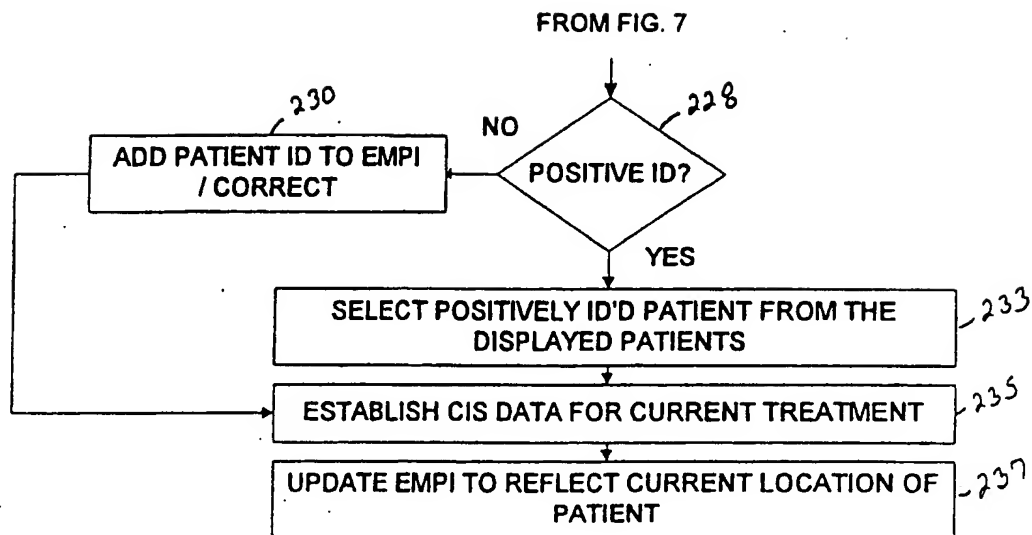 FROM FIG. 7
228
POSITIVE ID?
NO
230
ADD PATIENT ID TO EMPI
/ CORRECT
YES
SELECT POSITIVELY ID'D PATIENT FROM THE
DISPLAYED PATIENTS
233
ESTABLISH CIS DATA FOR CURRENT TREATMENT
235
UPDATE EMPI TO REFLECT CURRENT LOCATION OF
PATIENT
237